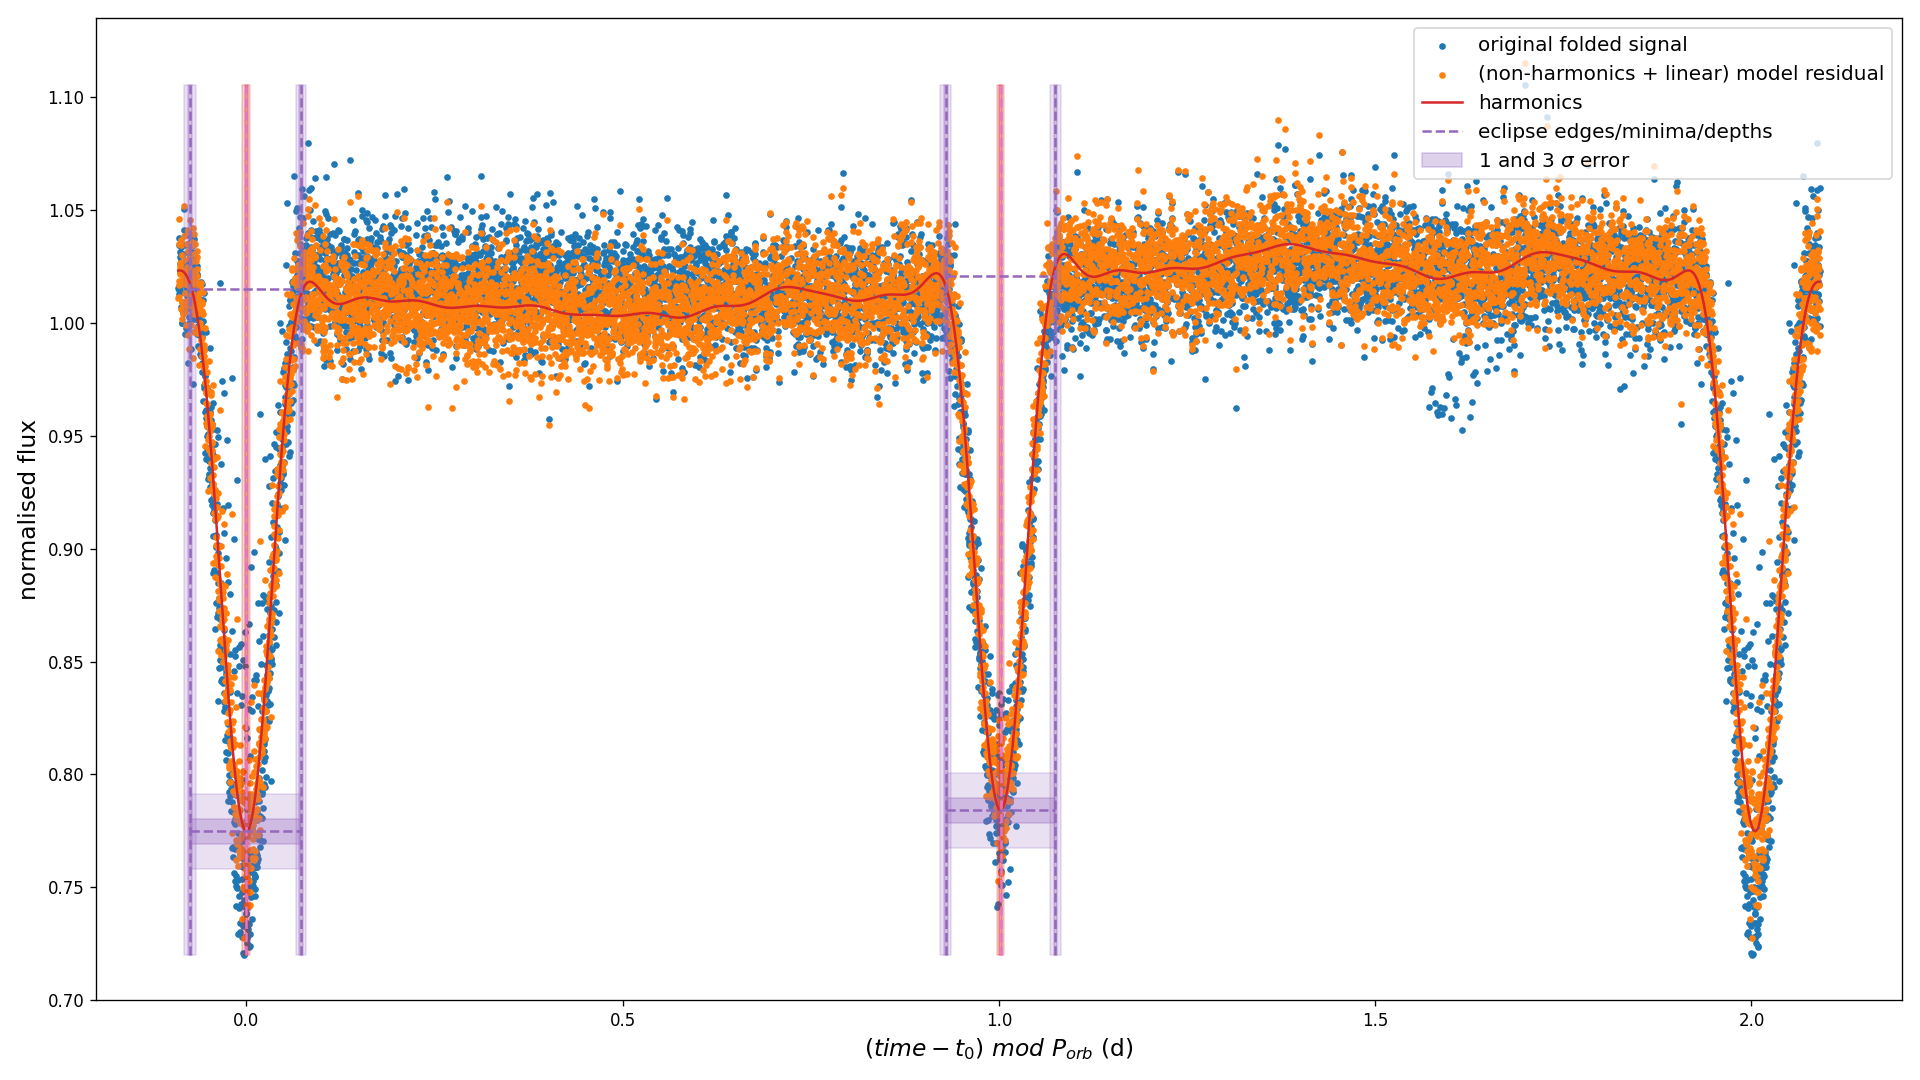 original folded signal
(non-harmonics + linear) model residual
harmonics
eclipse edges/minima/depths
1 and 3 σ error
normalised flux
1.10
1.05
1.00
0.95
0.90
0.85
0.80
0.75
0.70
0.0 0.5 1.0 1.5 2.0
(time − t₀) mod Pₒᵣb (d)